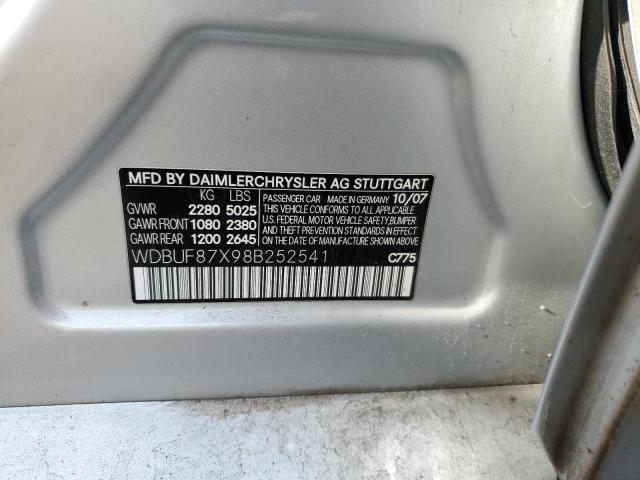 MFD BY DAIMLERCHRYSLER AG STUTTGART
KG LBS
GVWR 2280 5025
GAWR FRONT 1080 2380
GAWR REAR 1200 2645
PASSENGER CAR MADE IN GERMANY 10/07
THIS VEHICLE CONFORMS TO ALL APPLICABLE
U.S. FEDERAL MOTOR VEHICLE SAFETY, BUMPER
AND THEFT PREVENTION STANDARDS IN
EFFECT ON THE DATE OF MANUFACTURE
SHOWN ABOVE.
WDBUF87X98B252541
C775